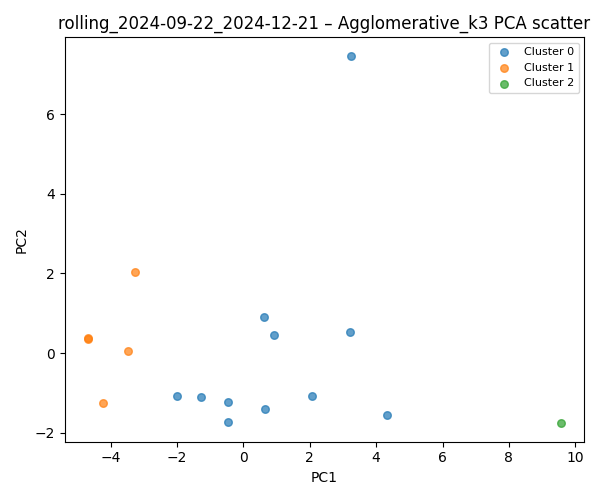 rolling_2024-09-22_2024-12-21 – Agglomerative_k3 PCA scatter
Cluster 0
Cluster 1
Cluster 2
PC2
6
4
2
0
−2
−4
−2
0
2
4
6
8
10
PC1